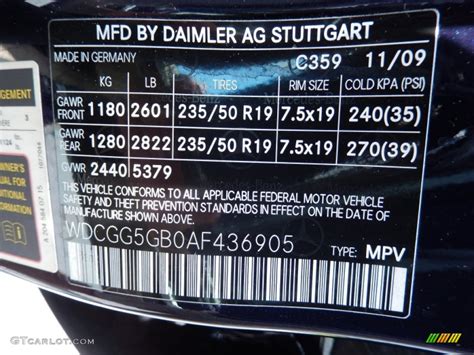 MFD BY DAIMLER AG STUTTGART
MADE IN GERMANY C359 11/09
KG LB TIRES RIM SIZE COLD KPA (PSI)
GAWR FRONT 1180 2601 235/50 R19 7.5x19 240(35)
GAWR REAR 1280 2822 235/50 R19 7.5x19 270(39)
GVWR 2440 5379
THIS VEHICLE CONFORMS TO ALL APPLICABLE FEDERAL MOTOR VEHICLE
SAFETY, BUMPER, AND THEFT PREVENTION STANDARDS IN EFFECT ON THE
DATE OF MANUFACTURE SHOWN ABOVE.
WDCGG5GB0AF436905
TYPE: MPV
GTCARLOT.COM